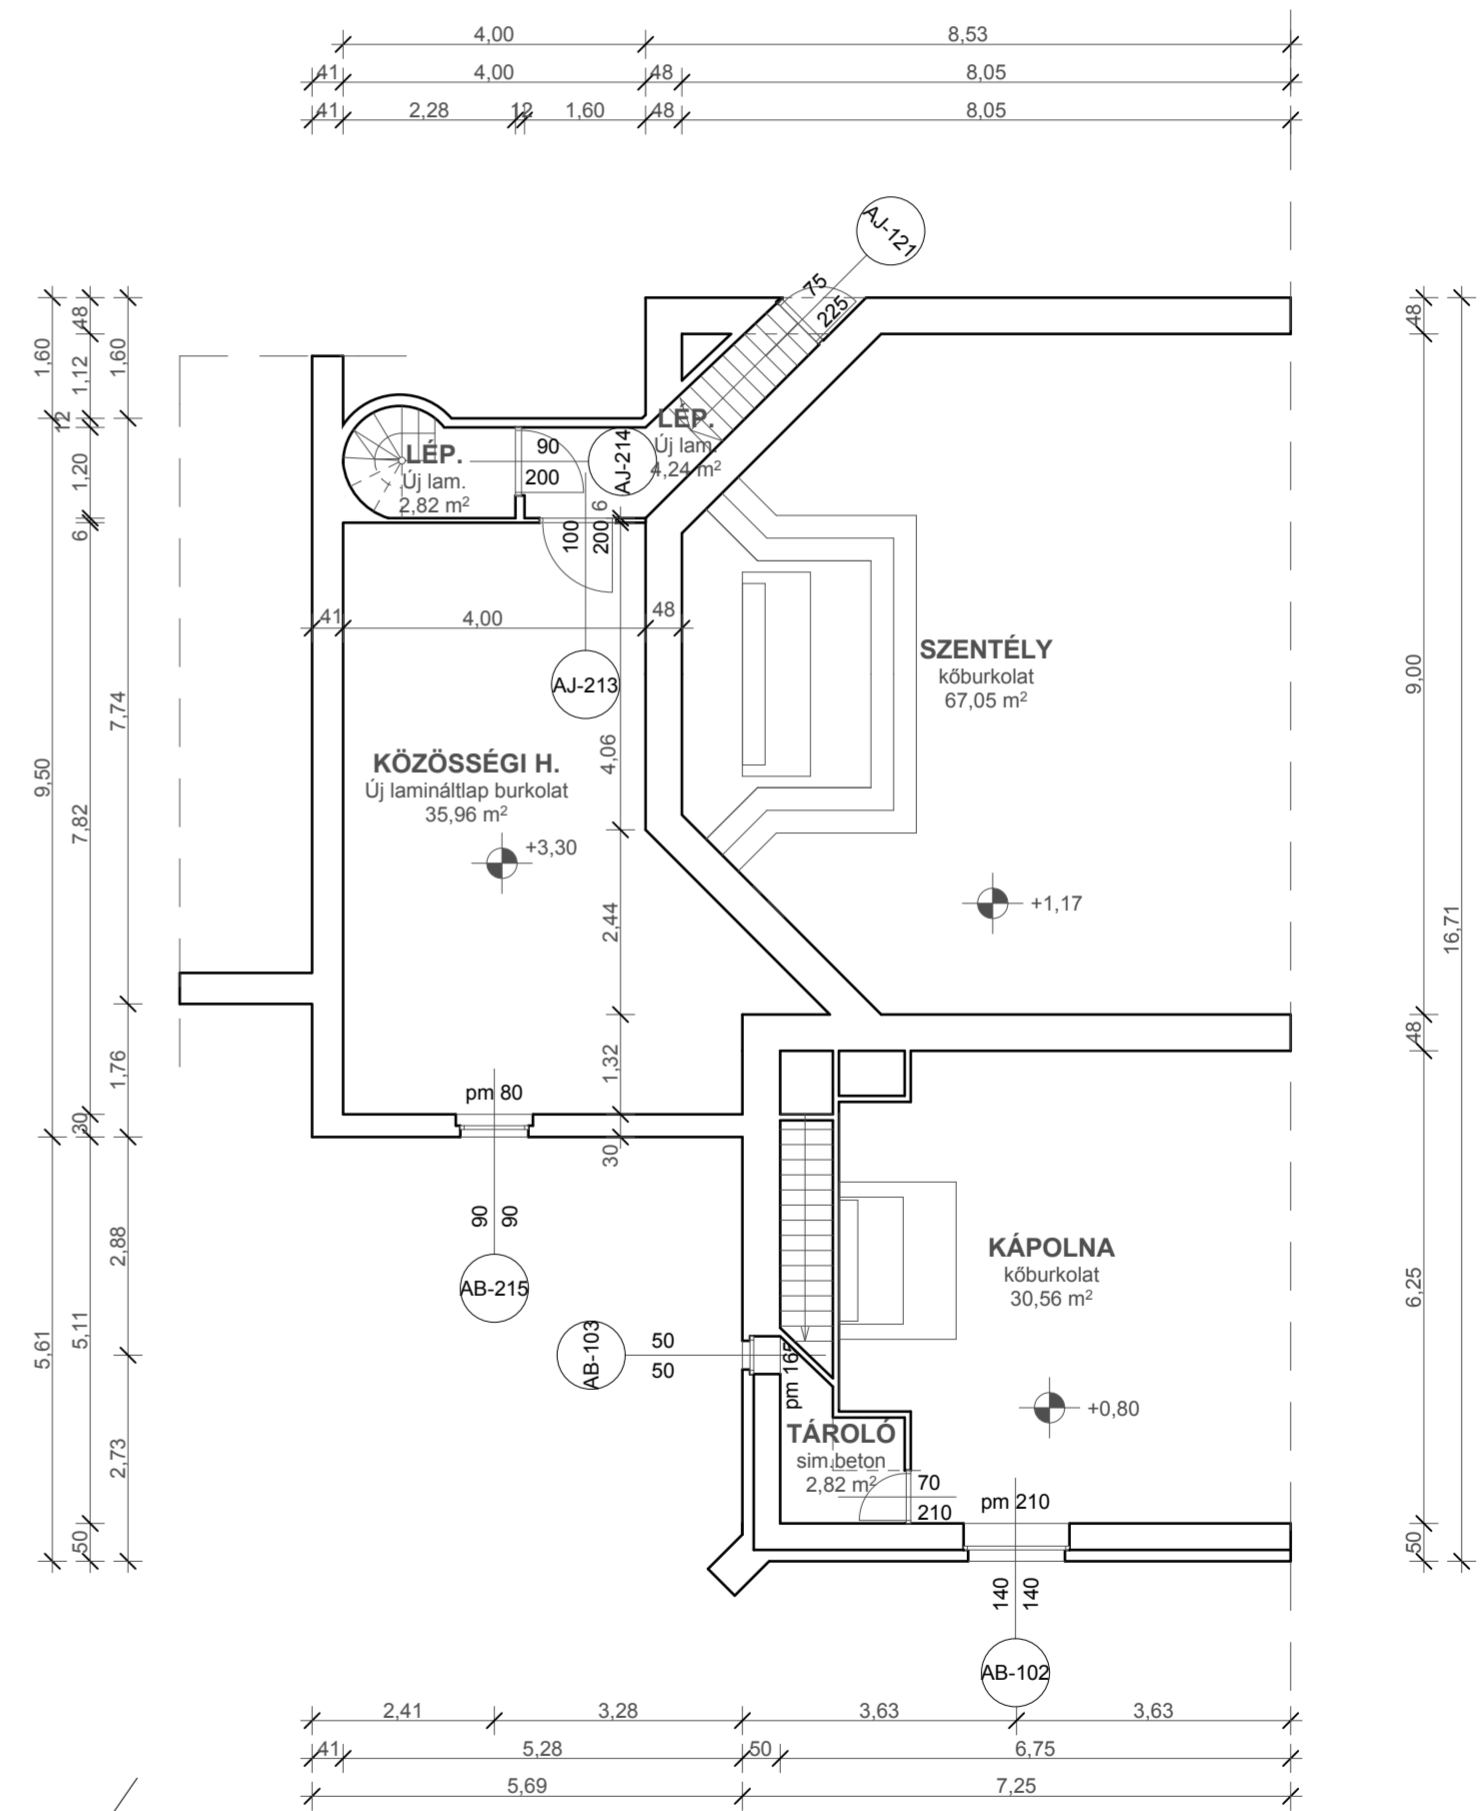 4,00 8,53
41 4,00 48 8,05
41 2,28 12 1,60 48 8,05
AJ-121
75
225
1,60 48 1,12 1,60
12
1,20
6
LÉP.
Új lam.
2,82 m²
90
200
AJ-214
LÉP.
Új lam.
4,24 m²
6
100
200
41 4,00 48
AJ-213
SZENTÉLY
kőburkolat
67,05 m²
+1,17
KÖZÖSSÉGI H.
Új lamináltlap burkolat
35,96 m²
+3,30
4,06
2,44
1,32
30
9,50
7,82
7,74
1,76
30
48
9,00
16,71
48
6,25
50
pm 80
90
90
AB-215
2,88
5,61
5,11
2,73
50
AB-103
50
50
pm 165
KÁPOLNA
kőburkolat
30,56 m²
+0,80
TÁROLÓ
sim.beton
2,82 m²
70
210
pm 210
140
140
AB-102
2,41 3,28 3,63 3,63
41 5,28 50 6,75
5,69 7,25